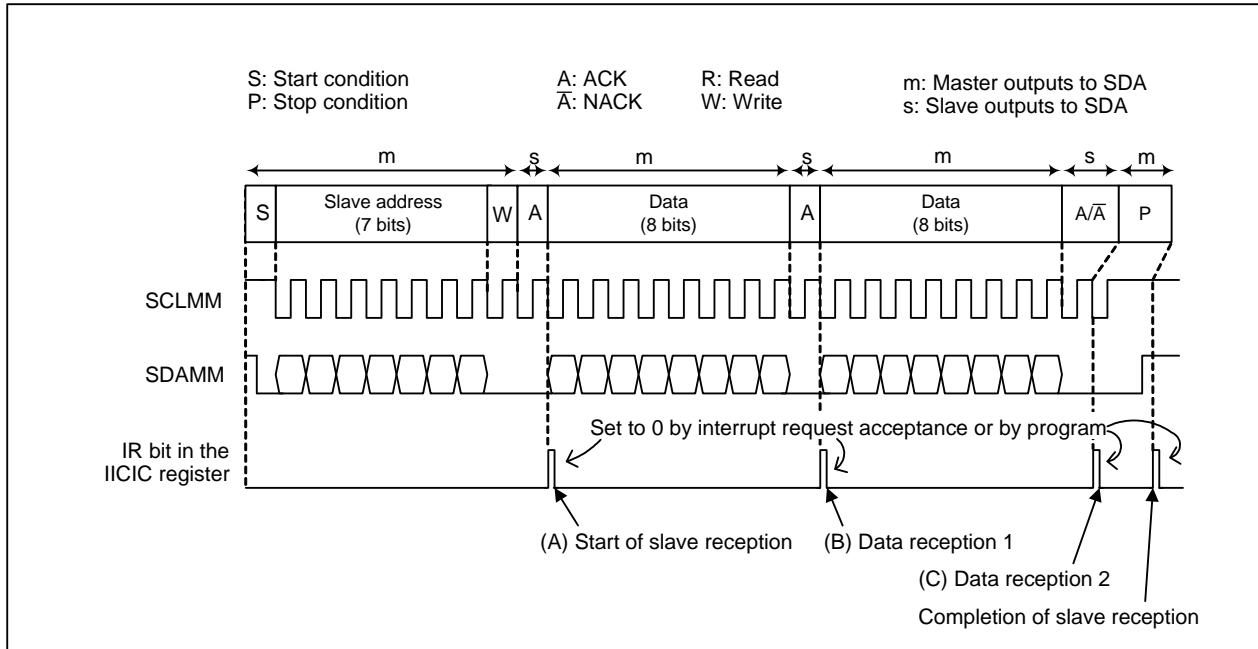 S: Start condition
P: Stop condition
A: ACK
A̅: NACK
R: Read
W: Write
m: Master outputs to SDA
s: Slave outputs to SDA
m s m s m s m
S Slave address (7 bits) W A Data (8 bits) A Data (8 bits) A/A̅ P
SCLMM
SDAMM
Set to 0 by interrupt request acceptance or by program
IR bit in the
IICIC register
(A) Start of slave reception
(B) Data reception 1
(C) Data reception 2
Completion of slave reception